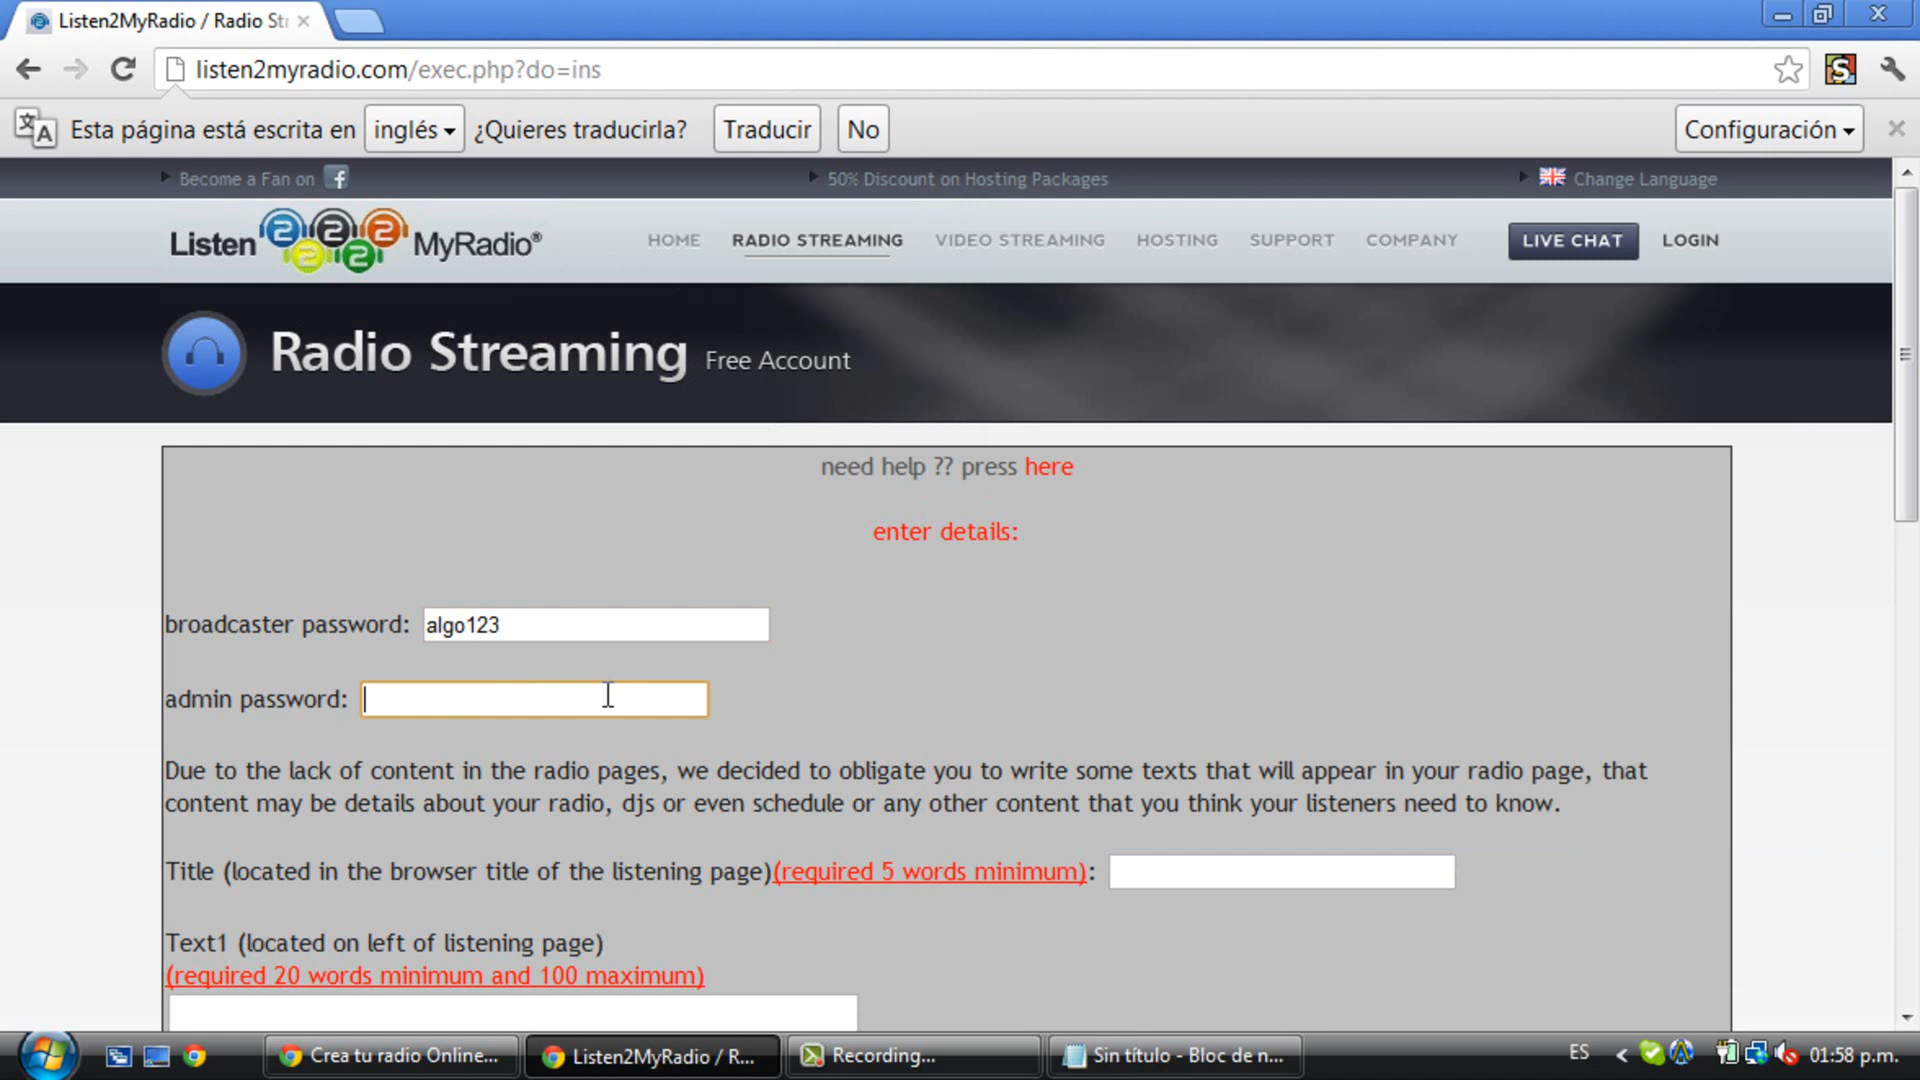 Listen2MyRadio / Radio Str
listen2myradio.com/exec.php?do=ins
Esta página está escrita en inglés ¿Quieres traducirla? Traducir No Configuración
Become a Fan on f 50% Discount on Hosting Packages Change Language
Listen 2 2 2 2 2 MyRadio® HOME RADIO STREAMING VIDEO STREAMING HOSTING SUPPORT COMPANY LIVE CHAT LOGIN
Radio Streaming Free Account
need help ?? press here
enter details:
broadcaster password: algo123
admin password:
Due to the lack of content in the radio pages, we decided to obligate you to write some texts that will appear in your radio page, that
content may be details about your radio, djs or even schedule or any other content that you think your listeners need to know.
Title (located in the browser title of the listening page)(required 5 words minimum):
Text1 (located on left of listening page)
(required 20 words minimum and 100 maximum)
Crea tu radio Online... Listen2MyRadio / R... Recording... Sin título - Bloc de n... ES 01:58 p.m.